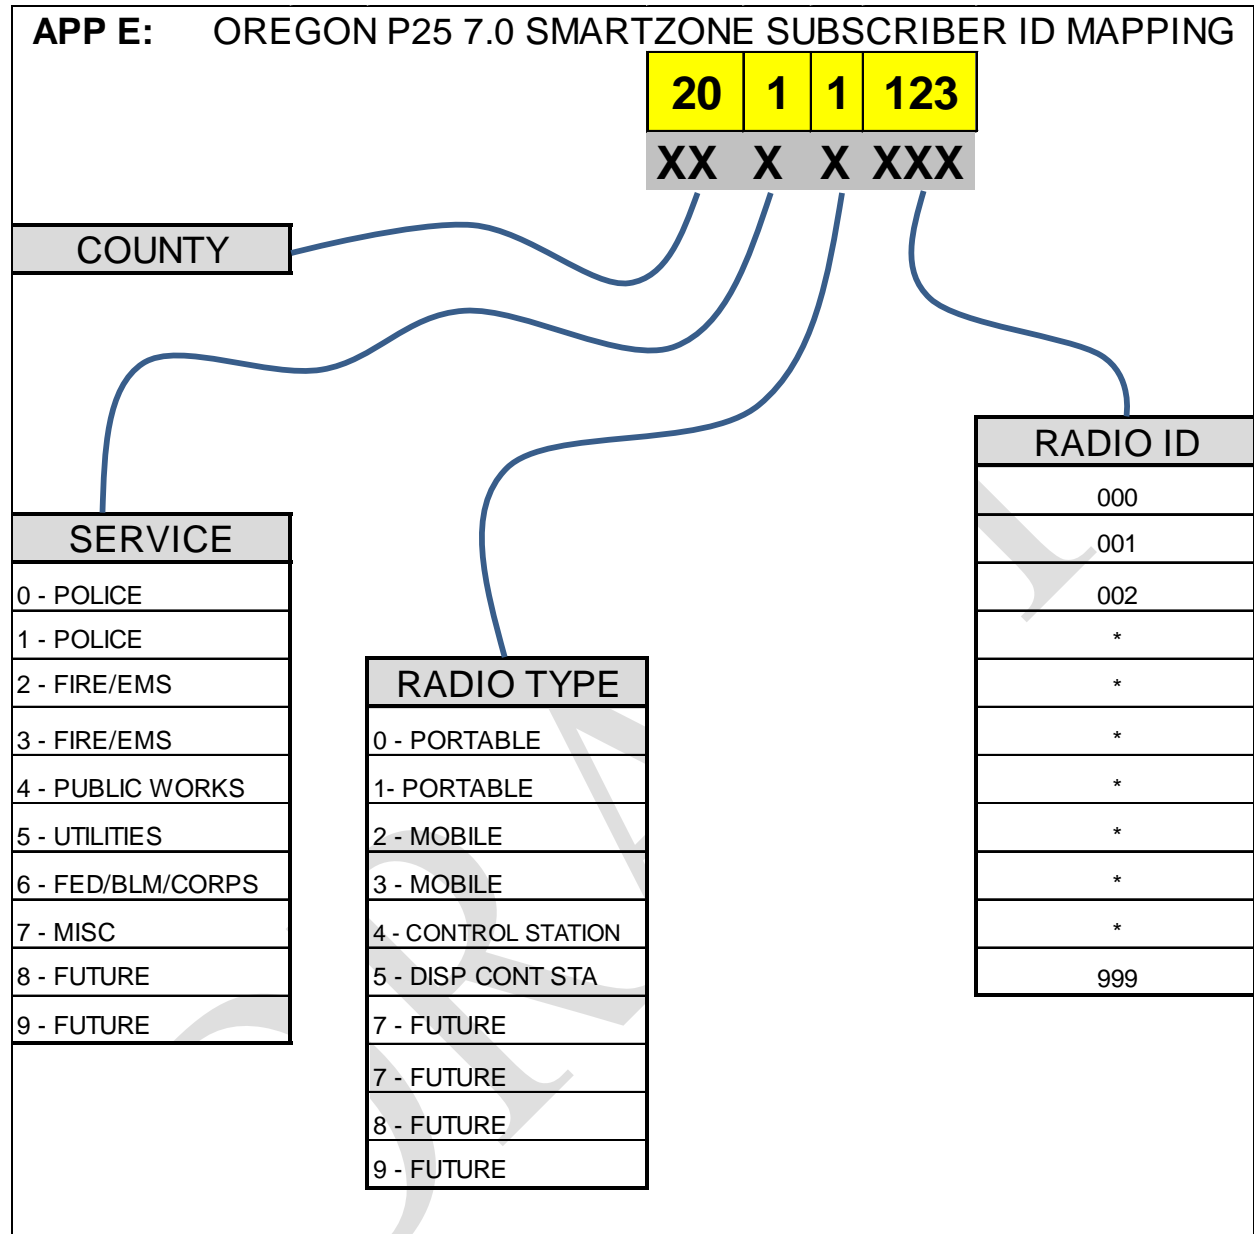 APP E: OREGON P25 7.0 SMARTZONE SUBSCRIBER ID MAPPING
20 1 1 123
XX X X XXX
COUNTY
RADIO ID
000
001
002
*
*
*
*
*
*
*
999
SERVICE
0 - POLICE
1 - POLICE
2 - FIRE/EMS
3 - FIRE/EMS
4 - PUBLIC WORKS
5 - UTILITIES
6 - FED/BLM/CORPS
7 - MISC
8 - FUTURE
9 - FUTURE
RADIO TYPE
0 - PORTABLE
1- PORTABLE
2 - MOBILE
3 - MOBILE
4 - CONTROL STATION
5 - DISP CONT STA
7 - FUTURE
7 - FUTURE
8 - FUTURE
9 - FUTURE